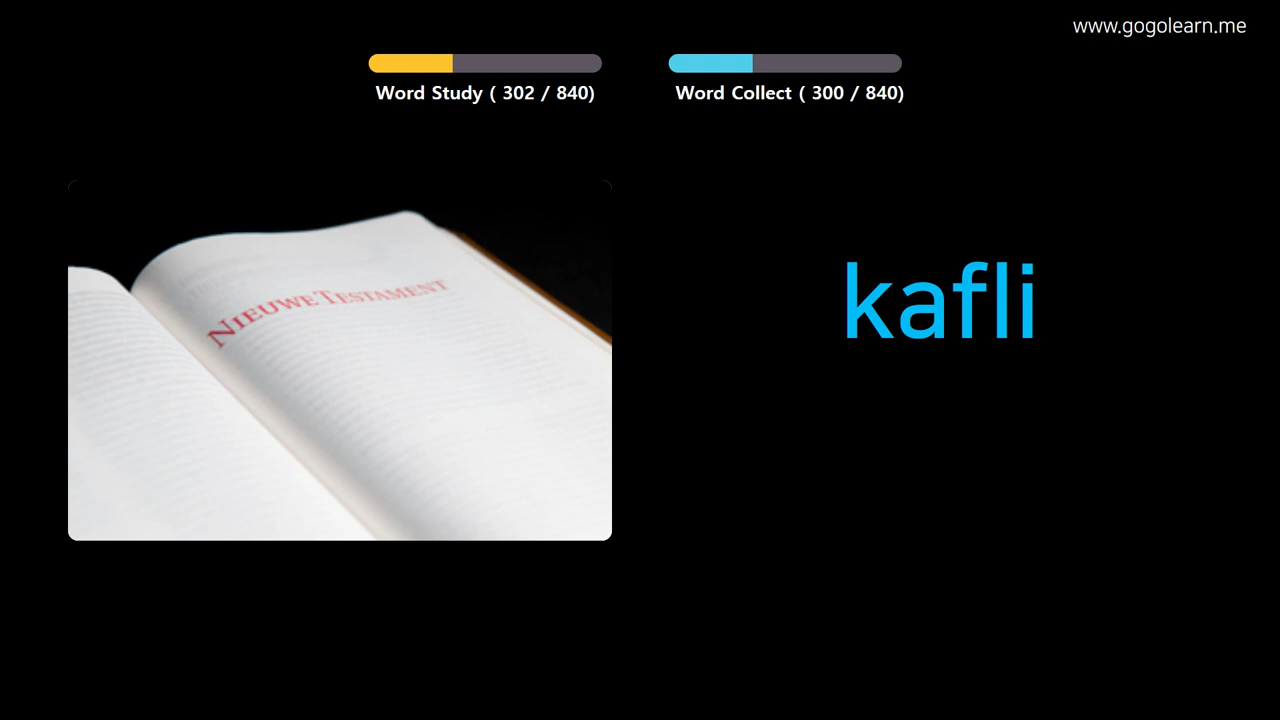 www.gogolearn.me
Word Study ( 302 / 840)
Word Collect ( 300 / 840)
NIEUWE TESTAMENT
kafli